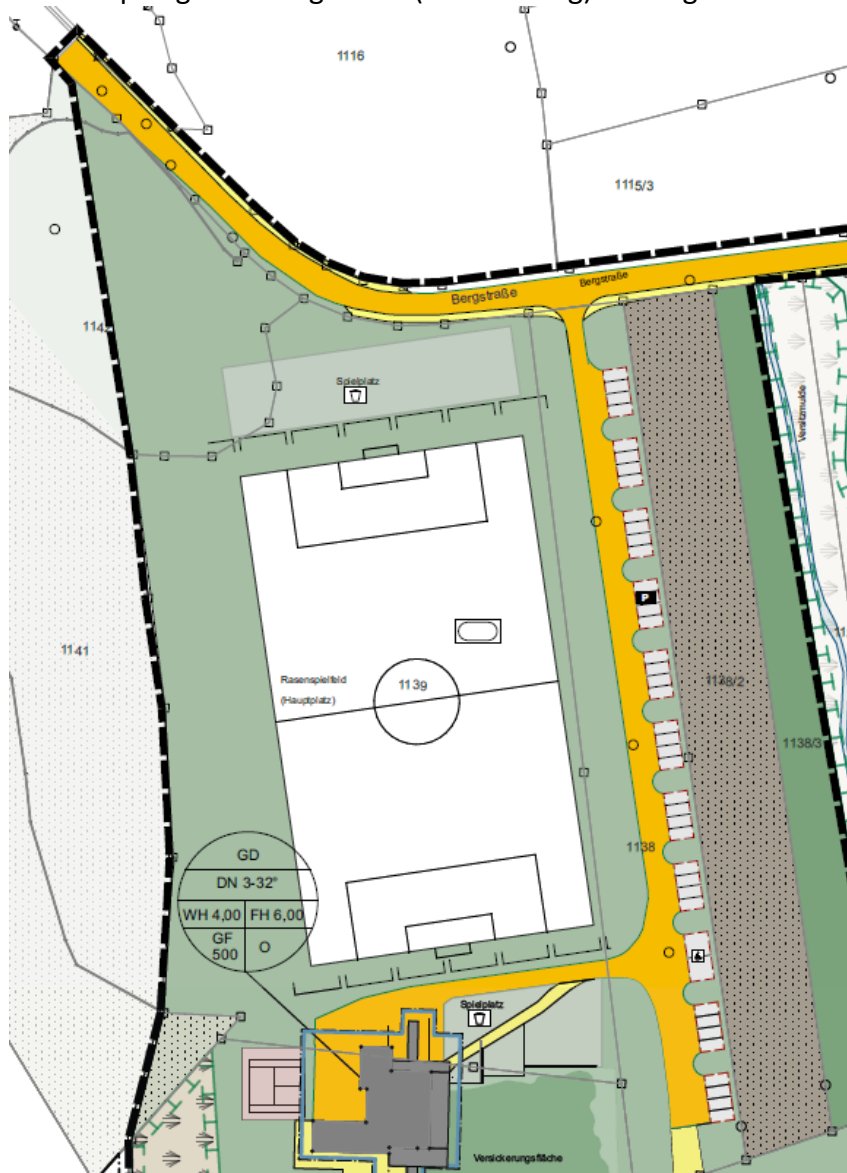 1116
1115/3
Bergstraße
Bergstraße
114
Spielplatz
Versitzmulde
P
1141
Rasenspielfeld
(Hauptplatz)
1139
1138/2
1138/3
1138
GD
DN 3-32°
WH 4,00 FH 6,00
GF
500
O
Spielplatz
Versickerungsfläche